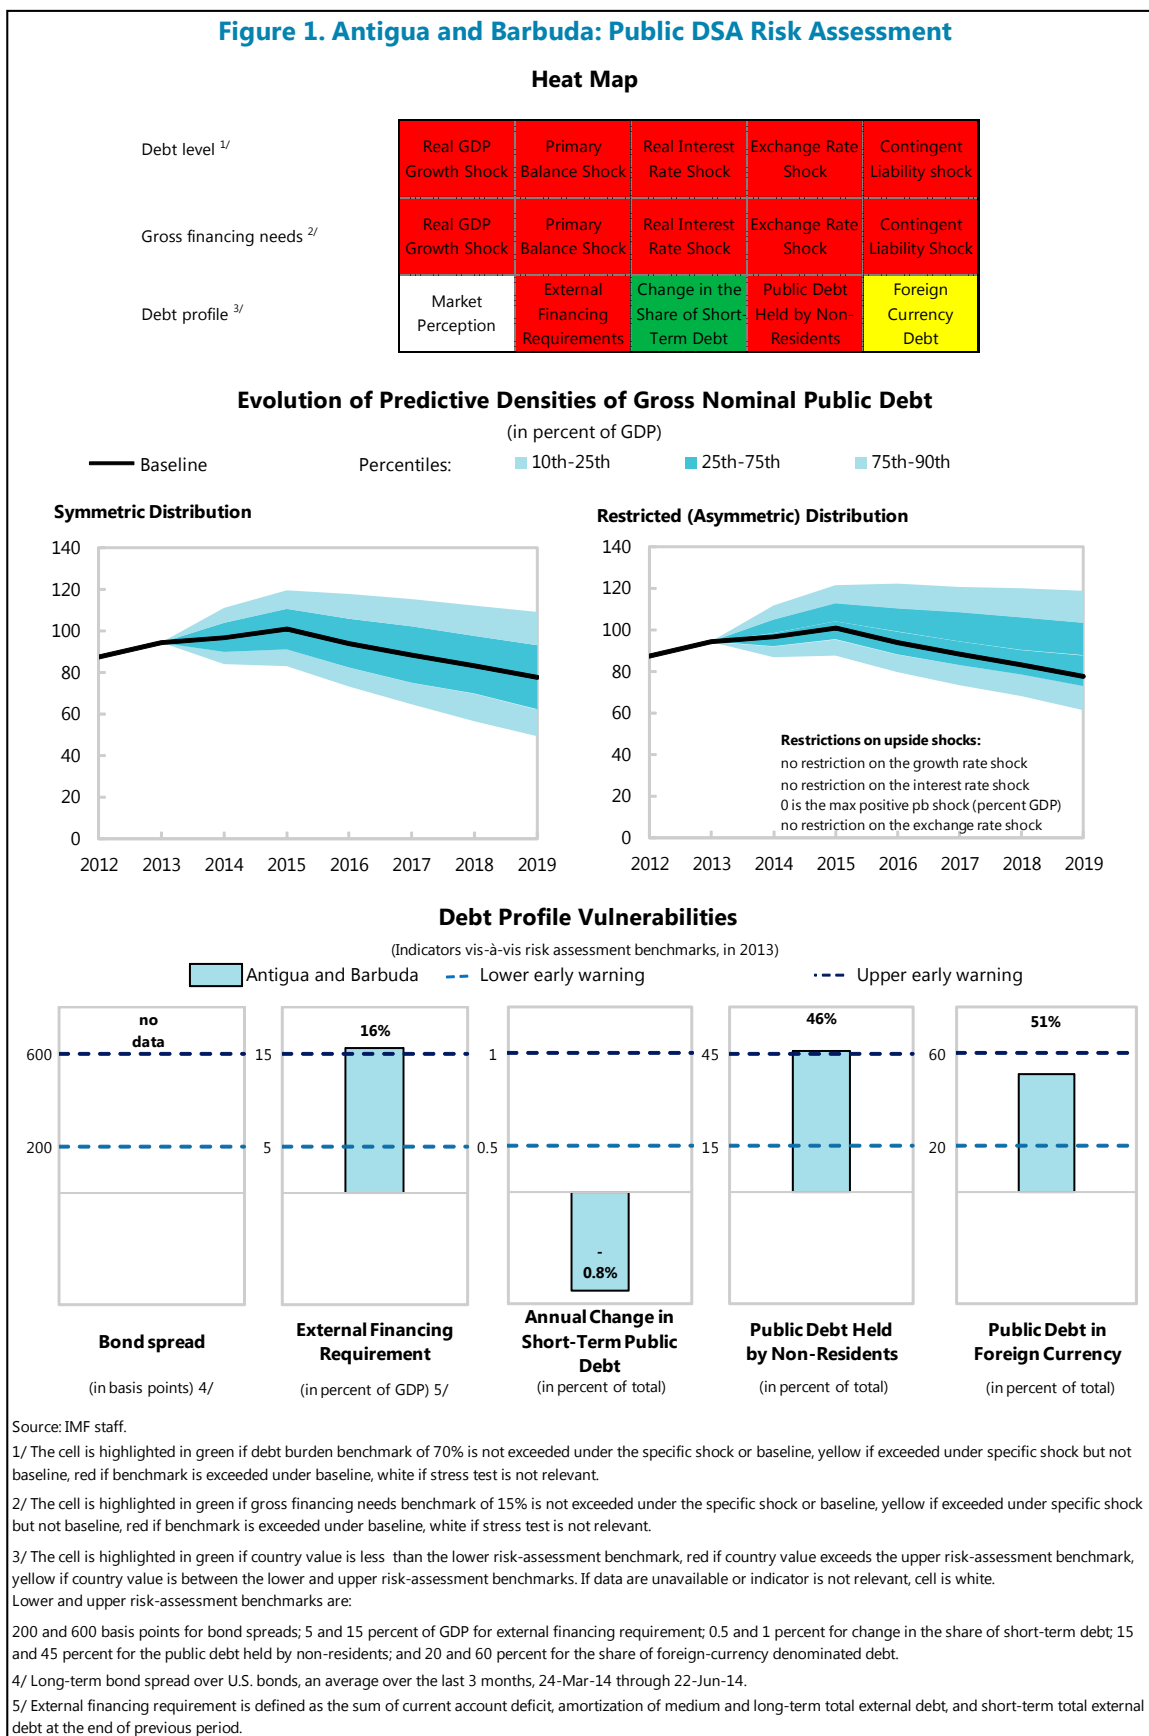 Figure 1. Antigua and Barbuda: Public DSA Risk Assessment
Heat Map
Debt level 1/
Real GDP Growth Shock
Primary Balance Shock
Real Interest Rate Shock
Exchange Rate Shock
Contingent Liability shock
Gross financing needs 2/
Real GDP Growth Shock
Primary Balance Shock
Real Interest Rate Shock
Exchange Rate Shock
Contingent Liability Shock
Debt profile 3/
Market Perception
External Financing Requirements
Change in the Share of Short-Term Debt
Public Debt Held by Non-Residents
Foreign Currency Debt
Evolution of Predictive Densities of Gross Nominal Public Debt
(in percent of GDP)
Baseline Percentiles: 10th-25th 25th-75th 75th-90th
Symmetric Distribution
140
120
100
80
60
40
20
0
2012 2013 2014 2015 2016 2017 2018 2019
Restricted (Asymmetric) Distribution
140
120
100
80
60
40
20
0
Restrictions on upside shocks:
no restriction on the growth rate shock
no restriction on the interest rate shock
0 is the max positive pb shock (percent GDP)
no restriction on the exchange rate shock
2012 2013 2014 2015 2016 2017 2018 2019
Debt Profile Vulnerabilities
(Indicators vis-à-vis risk assessment benchmarks, in 2013)
Antigua and Barbuda Lower early warning Upper early warning
no
data
600
200
Bond spread
(in basis points) 4/
16%
15
5
External Financing
Requirement
(in percent of GDP) 5/
1
0.5
-
0.8%
Annual Change in
Short-Term Public
Debt
(in percent of total)
46%
45
15
Public Debt Held
by Non-Residents
(in percent of total)
51%
60
20
Public Debt in
Foreign Currency
(in percent of total)
Source: IMF staff.
1/ The cell is highlighted in green if debt burden benchmark of 70% is not exceeded under the specific shock or baseline, yellow if exceeded under specific shock but not
baseline, red if benchmark is exceeded under baseline, white if stress test is not relevant.
2/ The cell is highlighted in green if gross financing needs benchmark of 15% is not exceeded under the specific shock or baseline, yellow if exceeded under specific shock
but not baseline, red if benchmark is exceeded under baseline, white if stress test is not relevant.
3/ The cell is highlighted in green if country value is less than the lower risk-assessment benchmark, red if country value exceeds the upper risk-assessment benchmark,
yellow if country value is between the lower and upper risk-assessment benchmarks. If data are unavailable or indicator is not relevant, cell is white.
Lower and upper risk-assessment benchmarks are:
200 and 600 basis points for bond spreads; 5 and 15 percent of GDP for external financing requirement; 0.5 and 1 percent for change in the share of short-term debt; 15
and 45 percent for the public debt held by non-residents; and 20 and 60 percent for the share of foreign-currency denominated debt.
4/ Long-term bond spread over U.S. bonds, an average over the last 3 months, 24-Mar-14 through 22-Jun-14.
5/ External financing requirement is defined as the sum of current account deficit, amortization of medium and long-term total external debt, and short-term total external
debt at the end of previous period.